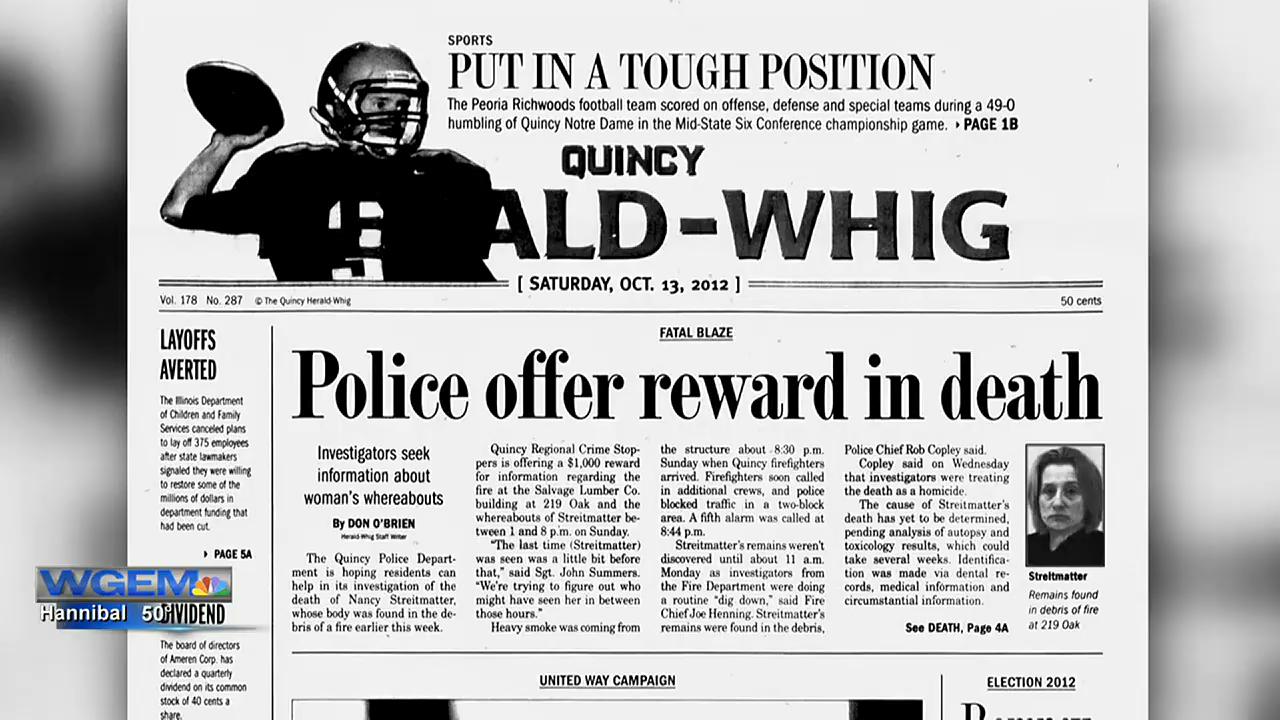 SPORTS
PUT IN A TOUGH POSITION
The Peoria Richwoods football team scored on offense, defense and special teams during a 49-0
humbling of Quincy Notre Dame in the Mid-State Six Conference championship game. ▸ PAGE 1B
QUINCY
ALD-WHIG
[ SATURDAY, OCT. 13, 2012 ]
Vol. 178 No. 287 © The Quincy Herald-Whig
50 cents
LAYOFFS
AVERTED
The Illinois Department
of Children and Family
Services canceled plans
to lay off 375 employees
after state lawmakers
signaled they were willing
to restore some of the
millions of dollars in
department funding that
had been cut.
▸ PAGE 5A
DIVIDEND
The board of directors
of Ameren Corp. has
declared a quarterly
dividend on its common
stock of 40 cents a
share.
FATAL BLAZE
Police offer reward in death
Investigators seek
information about
woman's whereabouts
By DON O'BRIEN
Herald-Whig Staff Writer
The Quincy Police Depart-
ment is hoping residents can
help in its investigation of the
death of Nancy Streitmatter,
whose body was found in the de-
bris of a fire earlier this week.
Quincy Regional Crime Stop-
pers is offering a $1,000 reward
for information regarding the
fire at the Salvage Lumber Co.
building at 219 Oak and the
whereabouts of Streitmatter be-
tween 1 and 8 p.m. on Sunday.
"The last time (Streitmatter)
was seen was a little bit before
that," said Sgt. John Summers.
"We're trying to figure out who
might have seen her in between
those hours."
Heavy smoke was coming from
the structure about 8:30 p.m.
Sunday when Quincy firefighters
arrived. Firefighters soon called
in additional crews, and police
blocked traffic in a two-block
area. A fifth alarm was called at
8:44 p.m.
Streitmatter's remains weren't
discovered until about 11 a.m.
Monday as investigators from
the Fire Department were doing
a routine "dig down," said Fire
Chief Joe Henning. Streitmatter's
remains were found in the debris,
Police Chief Rob Copley said.
Copley said on Wednesday
that investigators were treating
the death as a homicide.
The cause of Streitmatter's
death has yet to be determined,
pending analysis of autopsy and
toxicology results, which could
take several weeks. Identifica-
tion was made via dental re-
cords, medical information and
circumstantial information.
See DEATH, Page 4A
Streitmatter
Remains found
in debris of fire
at 219 Oak
UNITED WAY CAMPAIGN
ELECTION 2012
WGEM
Hannibal 50°